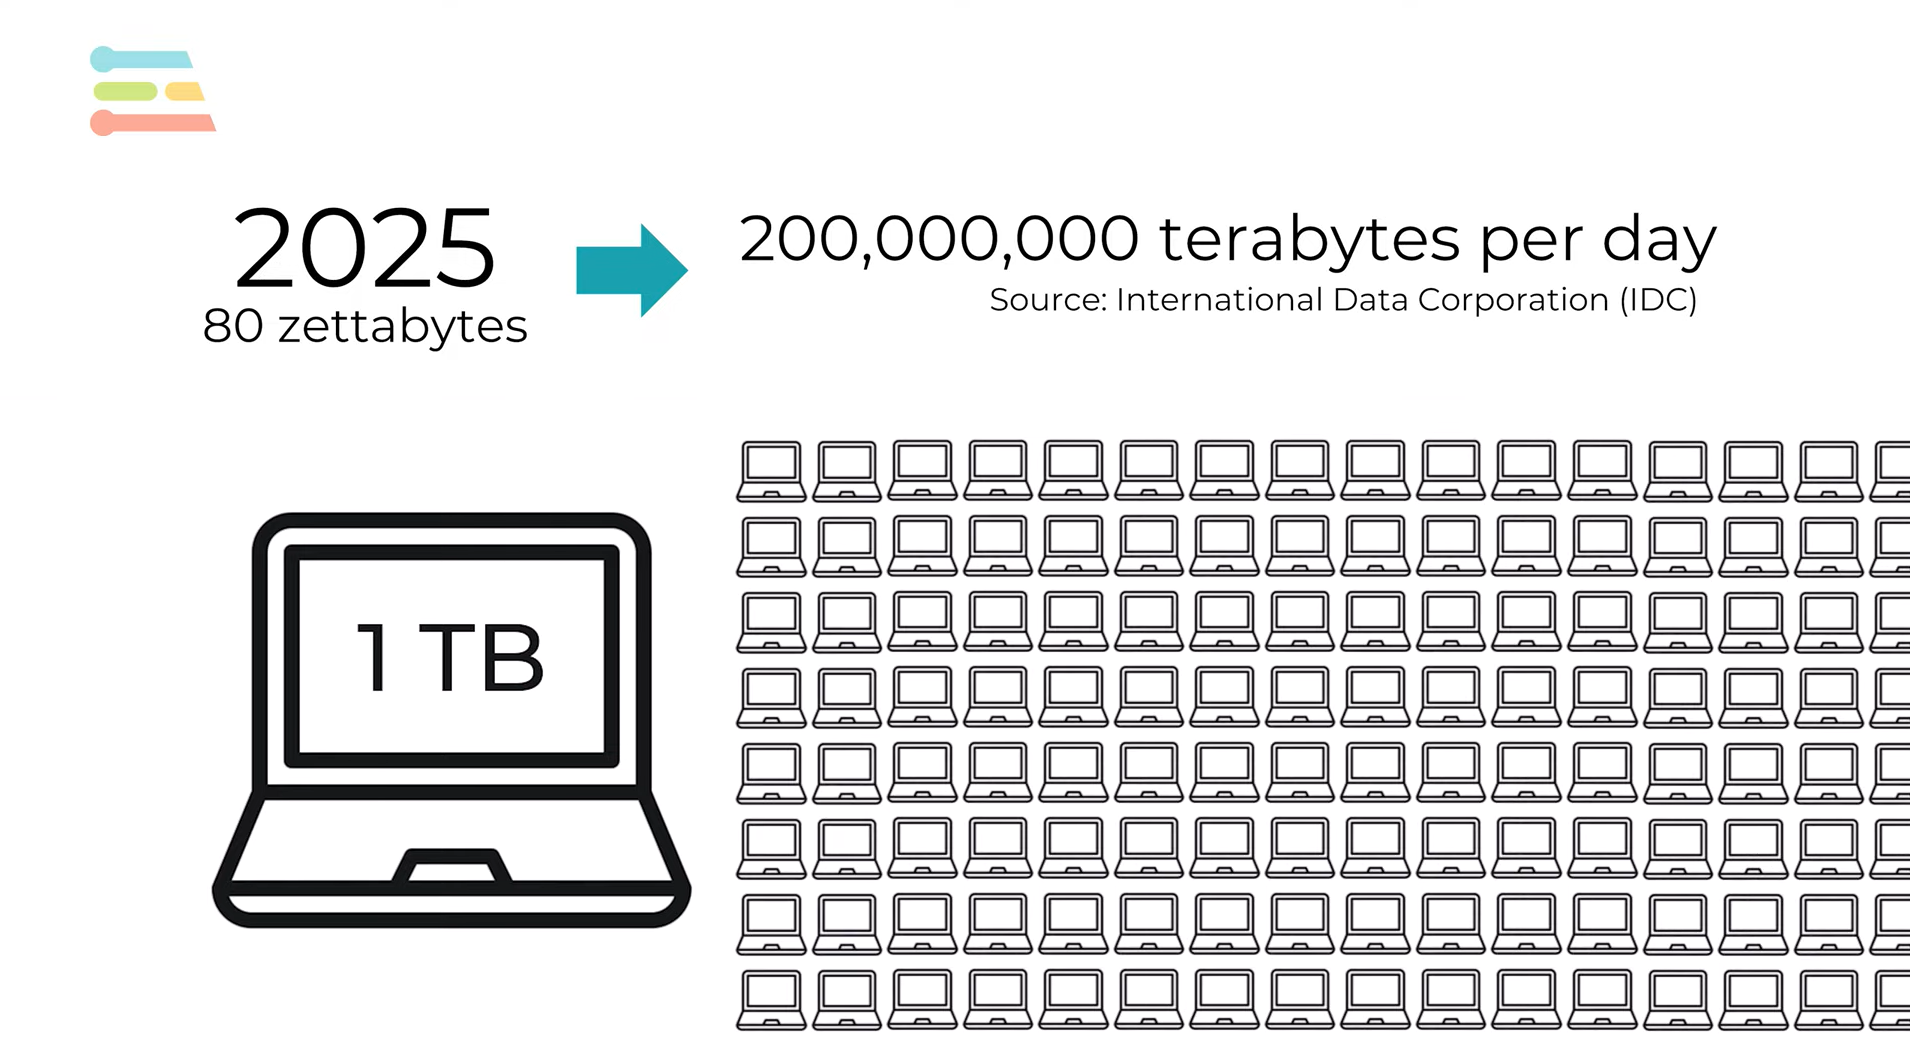 2025
80 zettabytes
200,000,000 terabytes per day
Source: International Data Corporation (IDC)
1 TB